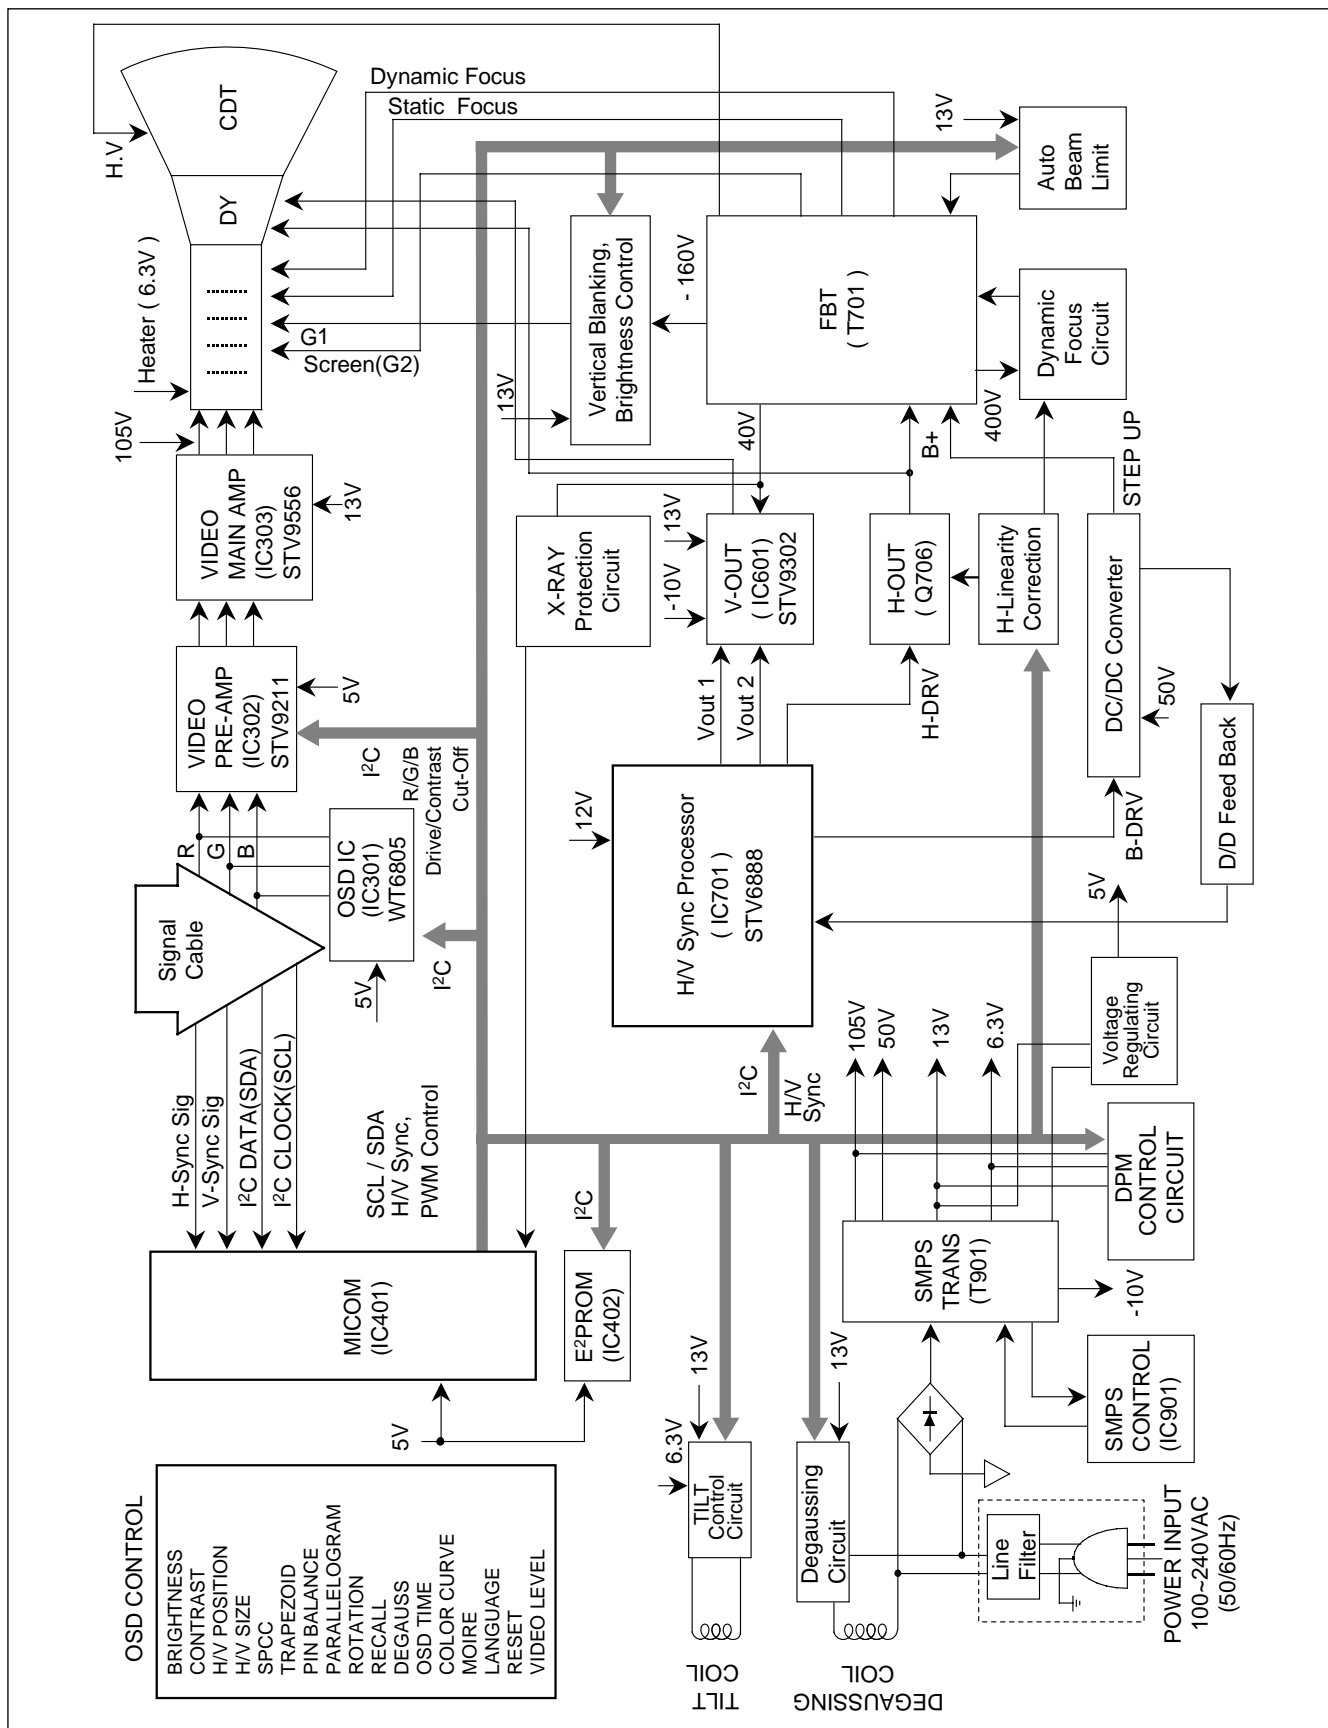 OSD CONTROL
BRIGHTNESS
CONTRAST
H/V POSITION
H/V SIZE
SPCC
TRAPEZOID
PIN BALANCE
PARALLELOGRAM
ROTATION
RECALL
DEGAUSS
OSD TIME
COLOR CURVE
MOIRE
LANGUAGE
RESET
VIDEO LEVEL
5V
MICOM
(IC401)
H-Sync Sig
V-Sync Sig
I²C DATA(SDA)
I²C CLOCK(SCL)
Signal
Cable
R
G
B
OSD IC
(IC301)
WT6805
5V
I²C
VIDEO
PRE-AMP
(IC302)
STV9211
5V
I²C
R/G/B
Drive/Contrast
Cut-Off
VIDEO
MAIN AMP
(IC303)
STV9556
13V
105V
Heater ( 6.3V )
DY
CDT
H.V
Dynamic Focus
Static Focus
G1
Screen(G2)
SCL / SDA
H/V Sync,
PWM Control
E²PROM
(IC402)
I²C
X-RAY
Protection
Circuit
13V
Vertical Blanking,
Brightness Control
- 160V
6.3V
13V
TILT
Control
Circuit
TILT
COIL
I²C
H/V
Sync
H/V Sync Processor
( IC701 )
STV6888
12V
Vout 1
Vout 2
-10V
13V
V-OUT
( IC601 )
STV9302
40V
FBT
( T701 )
13V
Auto
Beam
Limit
DEGAUSSING
COIL
Degaussing
Circuit
13V
H-DRV
H-OUT
( Q706 )
B+
400V
Dynamic
Focus
Circuit
H-Linearity
Correction
STEP UP
DC/DC Converter
50V
B-DRV
D/D Feed Back
5V
Voltage
Regulating
Circuit
105V
50V
13V
6.3V
SMPS
TRANS
(T901)
-10V
DPM
CONTROL
CIRCUIT
SMPS
CONTROL
(IC901)
Line
Filter
POWER INPUT
100~240VAC
(50/60Hz)